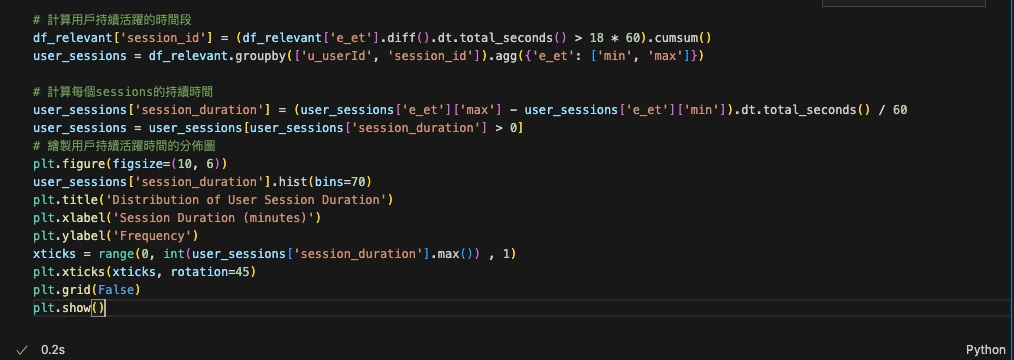 # 計算用戶持續活躍的時間段
df_relevant['session_id'] = (df_relevant['e_et'].diff().dt.total_seconds() > 18 * 60).cumsum()
user_sessions = df_relevant.groupby(['u_userId', 'session_id']).agg({'e_et': ['min', 'max']})
# 計算每個sessions的持續時間
user_sessions['session_duration'] = (user_sessions['e_et']['max'] - user_sessions['e_et']['min']).dt.total_seconds() / 60
user_sessions = user_sessions[user_sessions['session_duration'] > 0]
# 繪製用戶持續活躍時間的分佈圖
plt.figure(figsize=(10, 6))
user_sessions['session_duration'].hist(bins=70)
plt.title('Distribution of User Session Duration')
plt.xlabel('Session Duration (minutes)')
plt.ylabel('Frequency')
xticks = range(0, int(user_sessions['session_duration'].max()) , 1)
plt.xticks(xticks, rotation=45)
plt.grid(False)
plt.show()
✓ 0.2s
Python